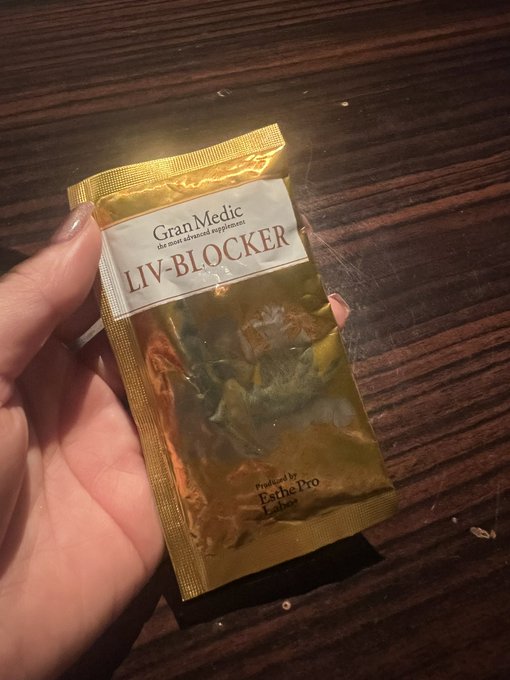 Gran Medic
the most advanced supplement
LIV-BLOCKER
Produced by
Esthe Pro
Labo